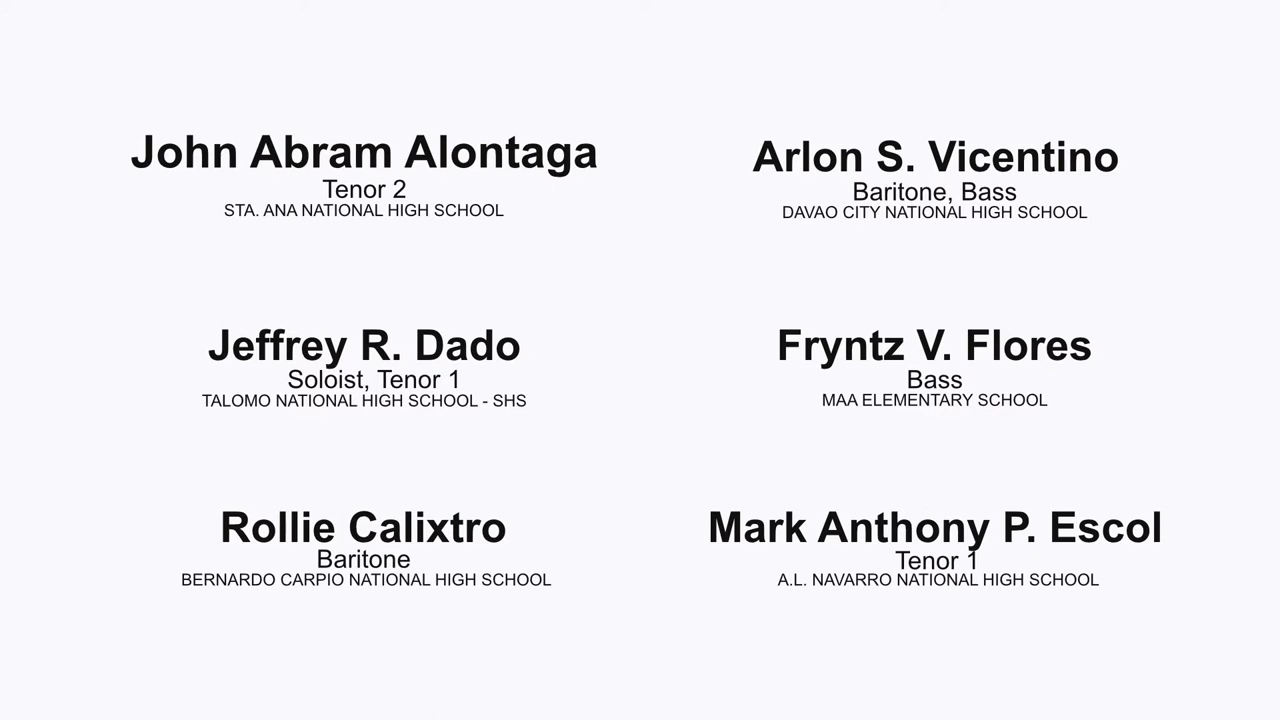 John Abram Alontaga
Tenor 2
STA. ANA NATIONAL HIGH SCHOOL
Arlon S. Vicentino
Baritone, Bass
DAVAO CITY NATIONAL HIGH SCHOOL
Jeffrey R. Dado
Soloist, Tenor 1
TALOMO NATIONAL HIGH SCHOOL - SHS
Fryntz V. Flores
Bass
MAA ELEMENTARY SCHOOL
Rollie Calixtro
Baritone
BERNARDO CARPIO NATIONAL HIGH SCHOOL
Mark Anthony P. Escol
Tenor 1
A.L. NAVARRO NATIONAL HIGH SCHOOL